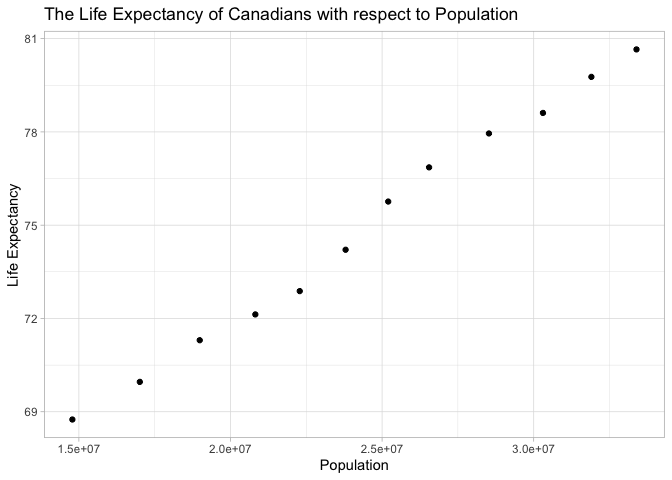 The Life Expectancy of Canadians with respect to Population
81
78
75
72
69
Life Expectancy
1.5e+07 2.0e+07 2.5e+07 3.0e+07
Population